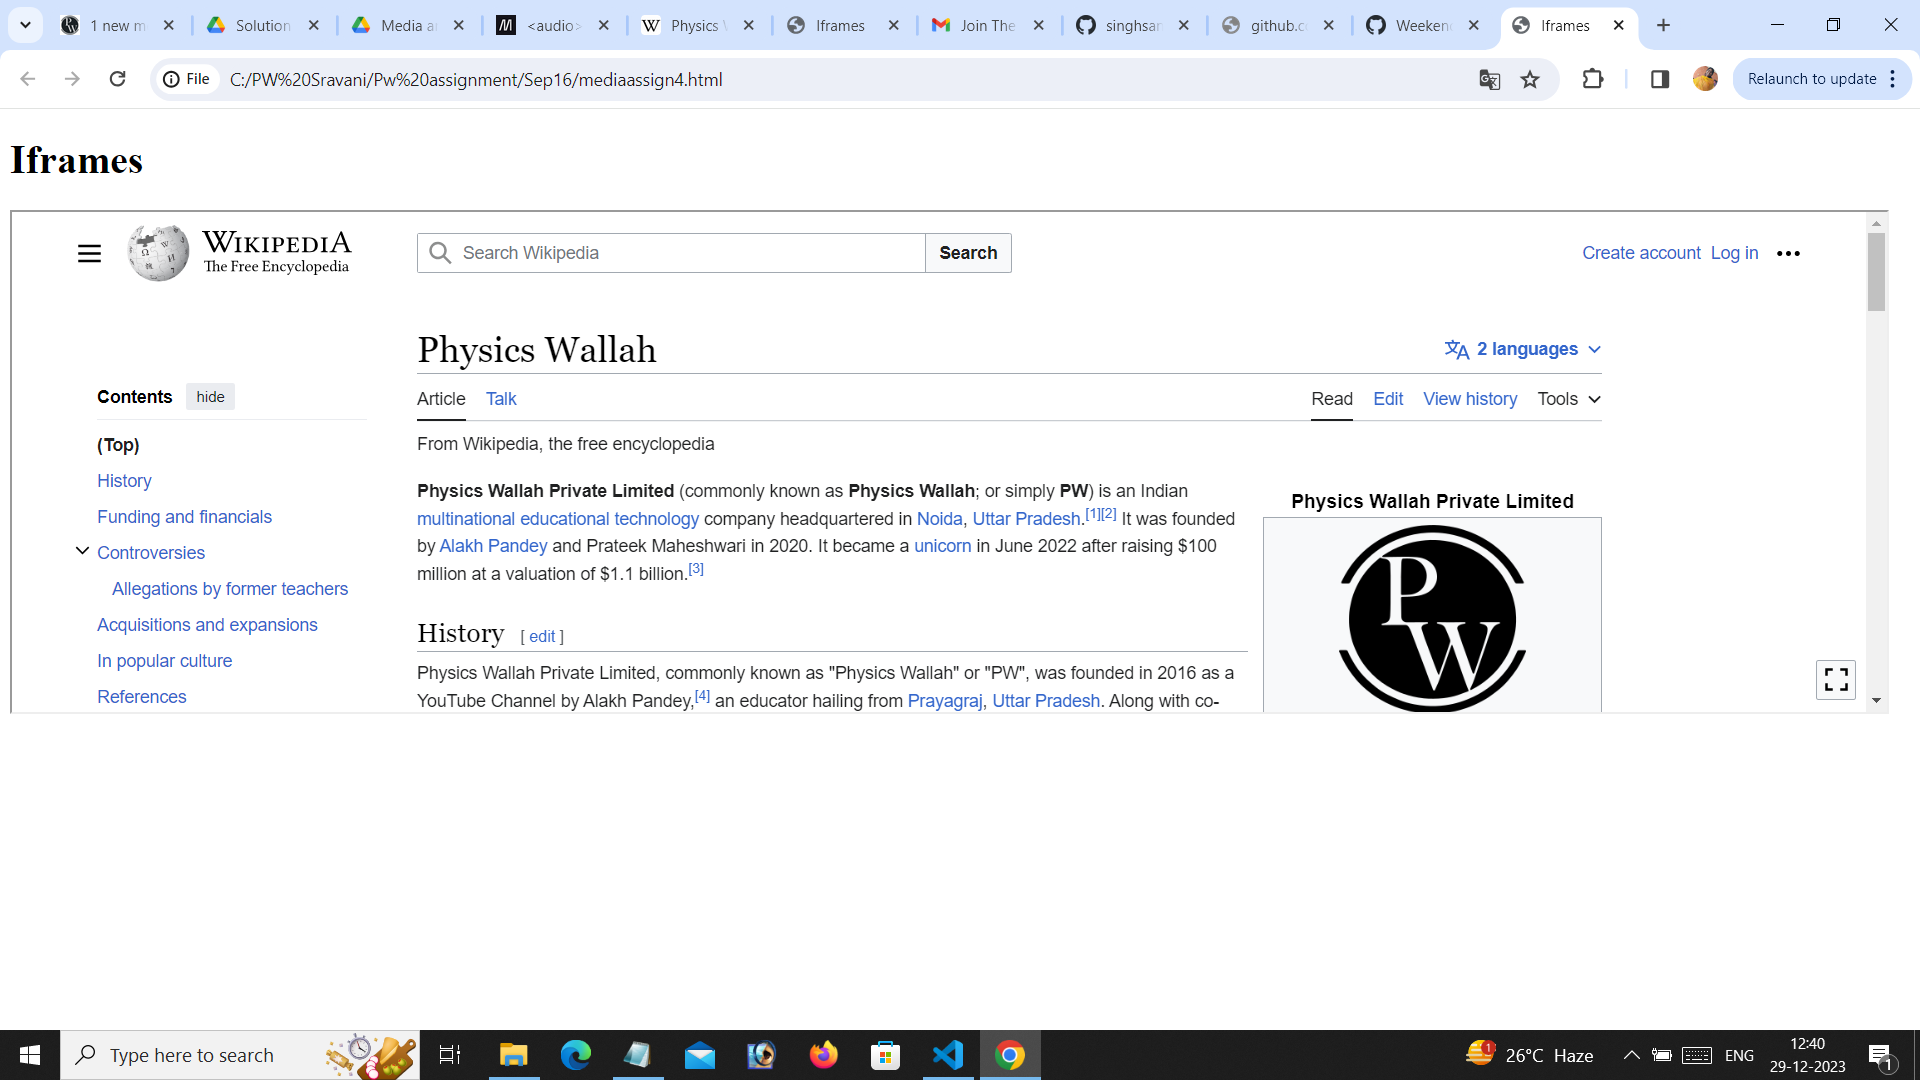 1 new m
Solution
Media a
<audio>
Physics W
Iframes
Join The
singhsar
github.c
Weeken
Iframes
File
C:/PW%20Sravani/Pw%20assignment/Sep16/mediaassign4.html
Relaunch to update
Iframes
WIKIPEDIA
The Free Encyclopedia
Search Wikipedia
Search
Create account Log in
Physics Wallah
2 languages
Contents hide
Article Talk
Read Edit View history Tools
(Top)
History
Funding and financials
Controversies
Allegations by former teachers
Acquisitions and expansions
In popular culture
References
From Wikipedia, the free encyclopedia
Physics Wallah Private Limited (commonly known as Physics Wallah; or simply PW) is an Indian
multinational educational technology company headquartered in Noida, Uttar Pradesh.[1][2] It was founded
by Alakh Pandey and Prateek Maheshwari in 2020. It became a unicorn in June 2022 after raising $100
million at a valuation of $1.1 billion.[3]
History [ edit ]
Physics Wallah Private Limited, commonly known as "Physics Wallah" or "PW", was founded in 2016 as a
YouTube Channel by Alakh Pandey,[4] an educator hailing from Prayagraj, Uttar Pradesh. Along with co-
Physics Wallah Private Limited
P
W
Type here to search
1
26°C Haze
ENG
12:40
29-12-2023
1